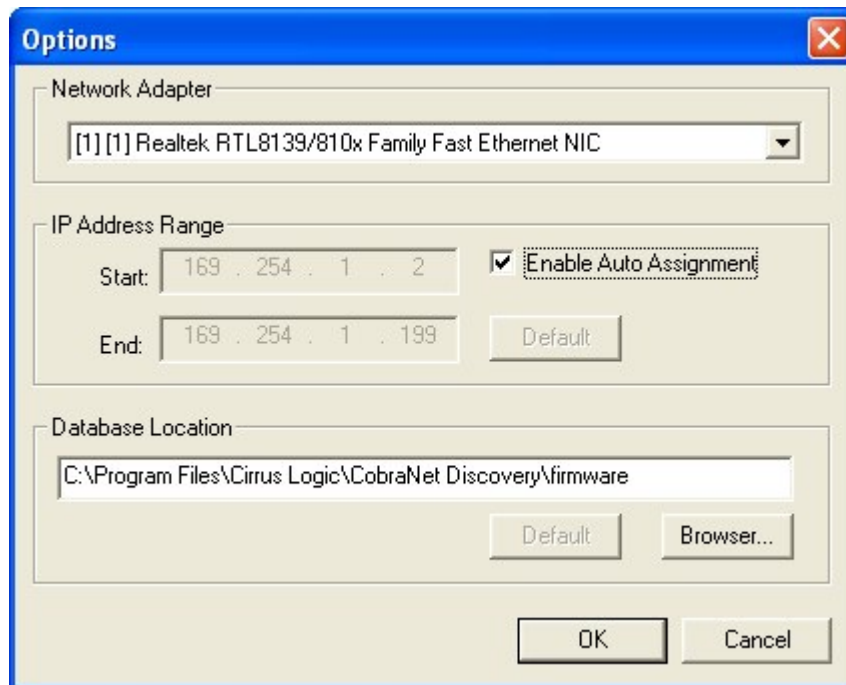 Options
Network Adapter
[1] [1] Realtek RTL8139/810x Family Fast Ethernet NIC
IP Address Range
Start: 169 . 254 . 1 . 2
Enable Auto Assignment
End: 169 . 254 . 1 . 199
Default
Database Location
C:\Program Files\Cirrus Logic\CobraNet Discovery\firmware
Default Browser...
OK Cancel